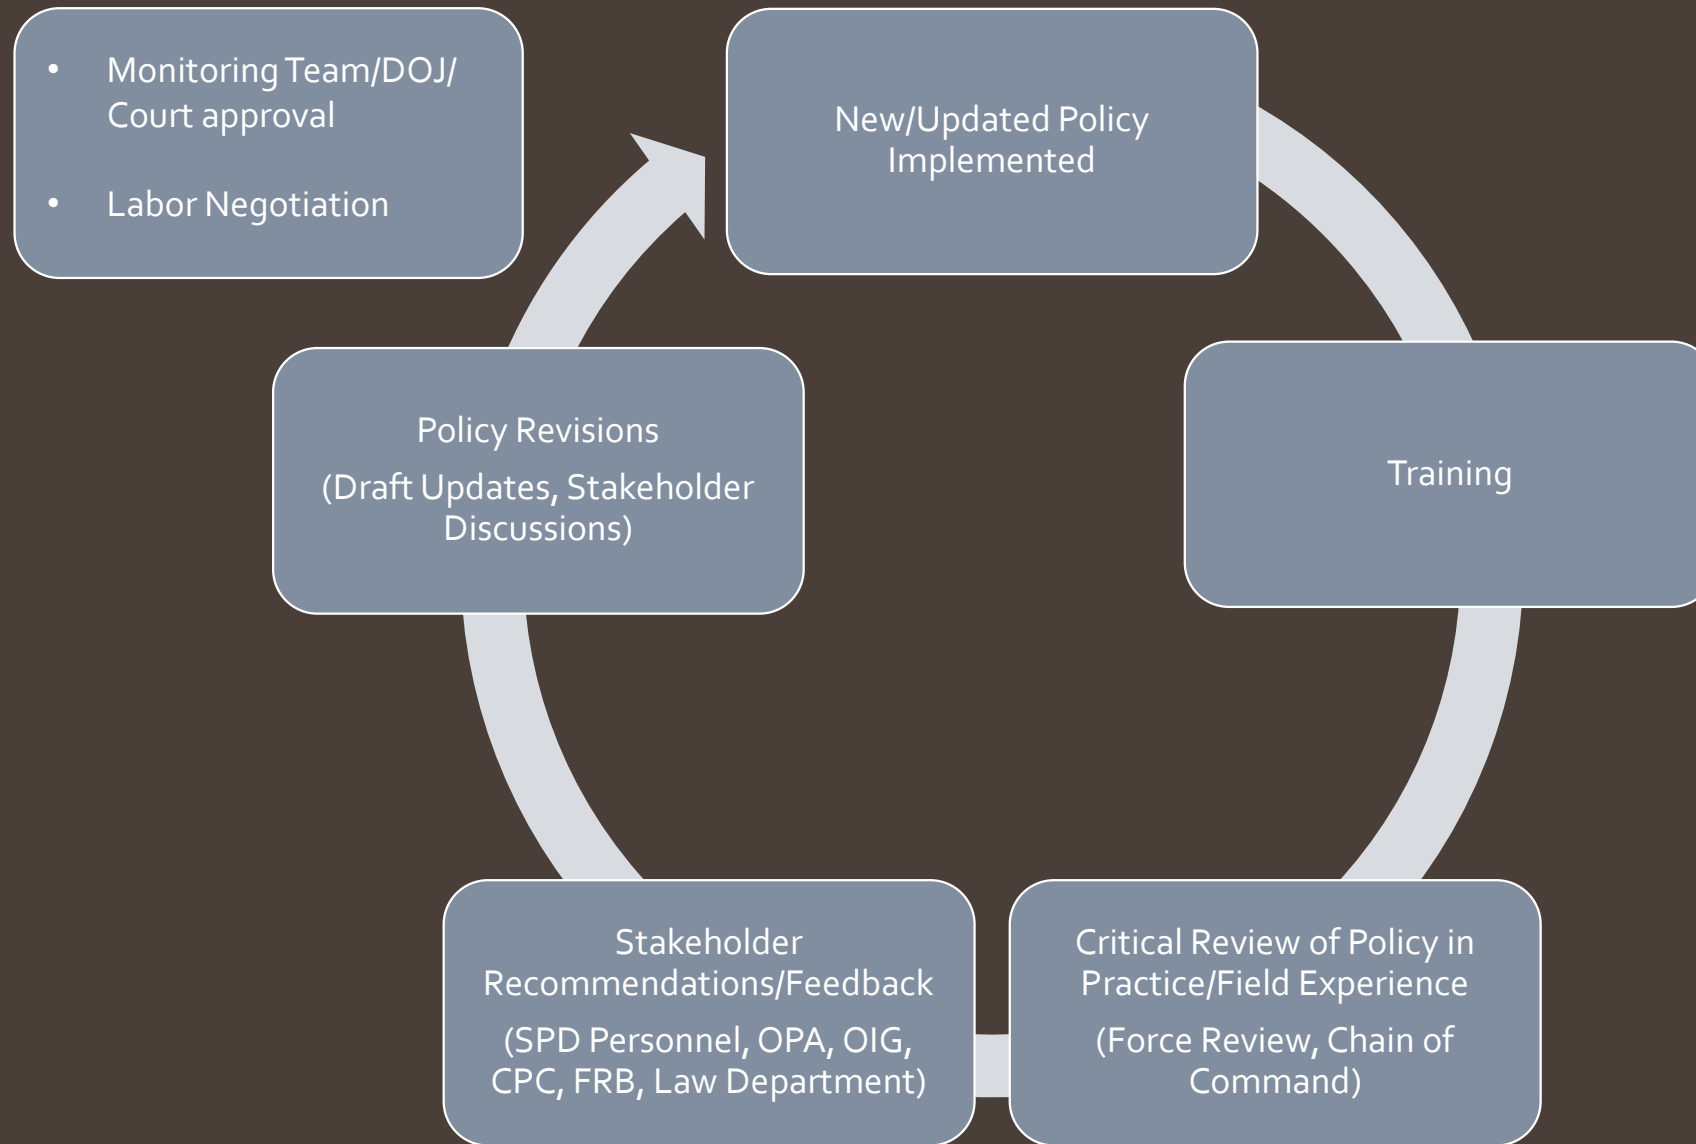 • Monitoring Team/DOJ/
Court approval
• Labor Negotiation
New/Updated Policy
Implemented
Training
Critical Review of Policy in
Practice/Field Experience
(Force Review, Chain of
Command)
Stakeholder
Recommendations/Feedback
(SPD Personnel, OPA, OIG,
CPC, FRB, Law Department)
Policy Revisions
(Draft Updates, Stakeholder
Discussions)